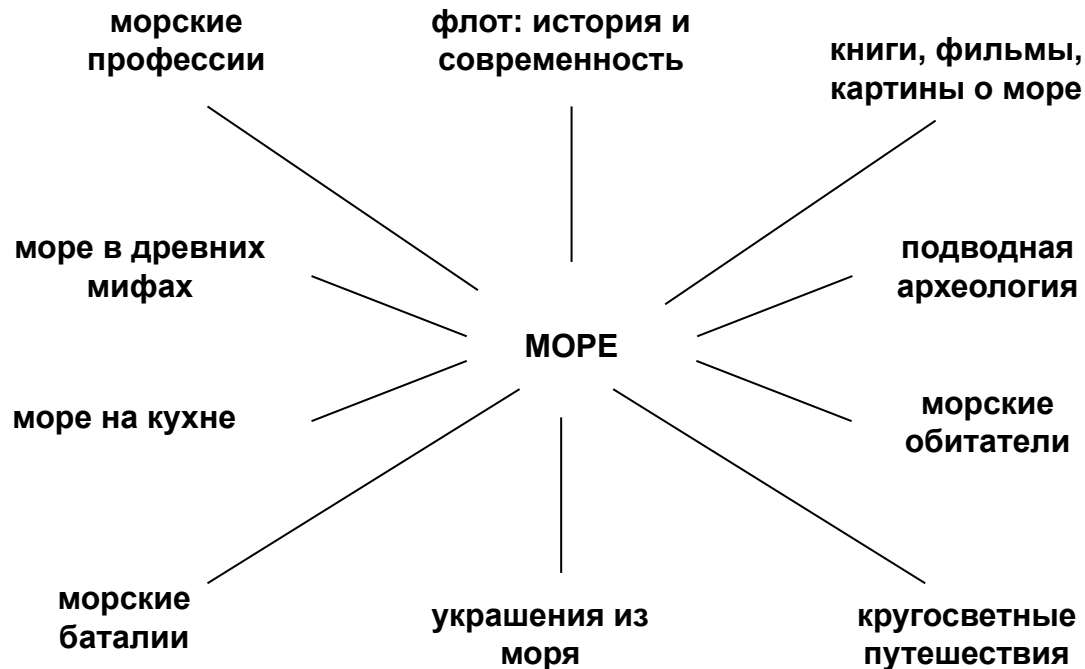 морские
профессии
флот: история и
современность
книги, фильмы,
картины о море
море в древних
мифах
подводная
археология
МОРЕ
море на кухне
морские
обитатели
морские
баталии
украшения из
моря
кругосветные
путешествия